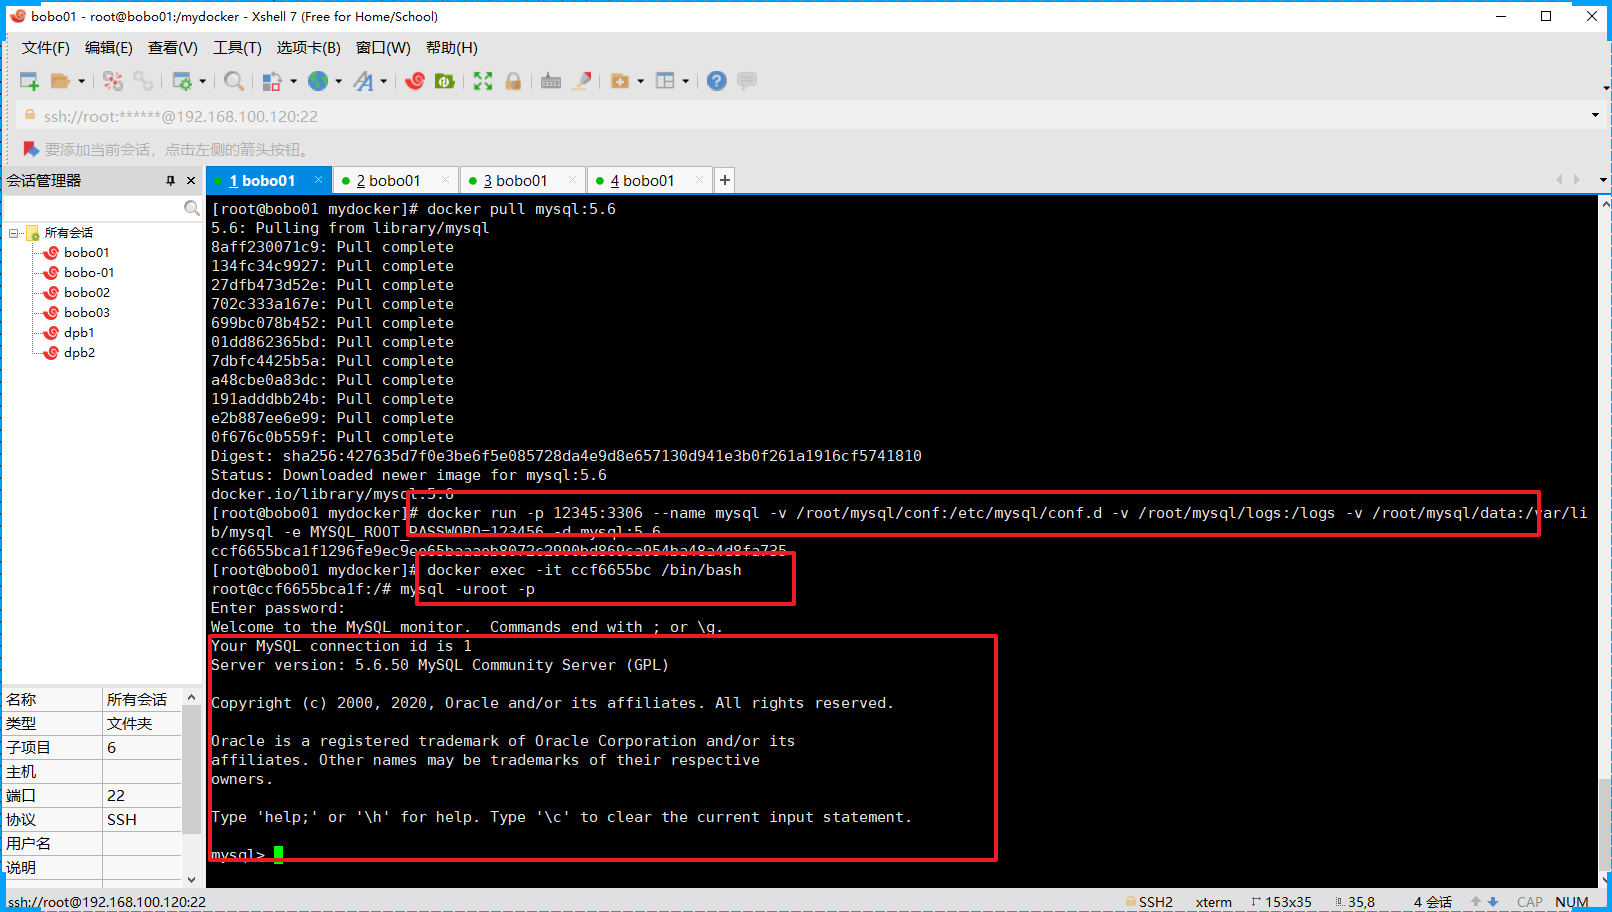 bobo01 - root@bobo01:/mydocker - Xshell 7 (Free for Home/School)
文件(F) 编辑(E) 查看(V) 工具(T) 选项卡(B) 窗口(W) 帮助(H)
ssh://root:******@192.168.100.120:22
要添加当前会话，点击左侧的箭头按钮。
会话管理器
1 bobo01 2 bobo01 3 bobo01 4 bobo01
所有会话
bobo01
bobo-01
bobo02
bobo03
dpb1
dpb2
名称 所有会话
类型 文件夹
子项目 6
主机
端口 22
协议 SSH
用户名
说明
[root@bobo01 mydocker]# docker pull mysql:5.6
5.6: Pulling from library/mysql
8aff230071c9: Pull complete
134fc34c9927: Pull complete
27dfb473d52e: Pull complete
702c333a167e: Pull complete
699bc078b452: Pull complete
01dd862365bd: Pull complete
7dbfc4425b5a: Pull complete
a48cbe0a83dc: Pull complete
191adddbb24b: Pull complete
e2b887ee6e99: Pull complete
0f676c0b559f: Pull complete
Digest: sha256:427635d7f0e3be6f5e085728da4e9d8e657130d941e3b0f261a1916cf5741810
Status: Downloaded newer image for mysql:5.6
docker.io/library/mysql:5.6
[root@bobo01 mydocker]# docker run -p 12345:3306 --name mysql -v /root/mysql/conf:/etc/mysql/conf.d -v /root/mysql/logs:/logs -v /root/mysql/data:/var/li
b/mysql -e MYSQL_ROOT_PASSWORD=123456 -d mysql:5.6
[root@bobo01 mydocker]# docker exec -it ccf6655bc /bin/bash
root@ccf6655bca1f:/# mysql -uroot -p
Enter password:
Welcome to the MySQL monitor.  Commands end with ; or \g.
Your MySQL connection id is 1
Server version: 5.6.50 MySQL Community Server (GPL)
Copyright (c) 2000, 2020, Oracle and/or its affiliates. All rights reserved.
Oracle is a registered trademark of Oracle Corporation and/or its
affiliates. Other names may be trademarks of their respective
owners.
Type 'help;' or '\h' for help. Type '\c' to clear the current input statement.
mysql>
ssh://root@192.168.100.120:22 SSH2 xterm 153x35 35,8 4 会话 CAP NUM